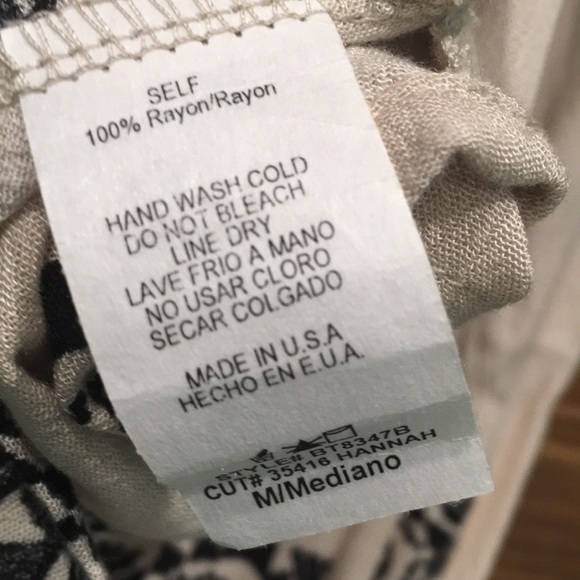 SELF
100% Rayon/Rayon
HAND WASH COLD
DO NOT BLEACH
LINE DRY
LAVE FRIO A MANO
NO USAR CLORO
SECAR COLGADO
MADE IN U.S.A
HECHO EN E.U.A.
STYLE# BT8347B
CUT# 35416 HANNAH
M/Mediano